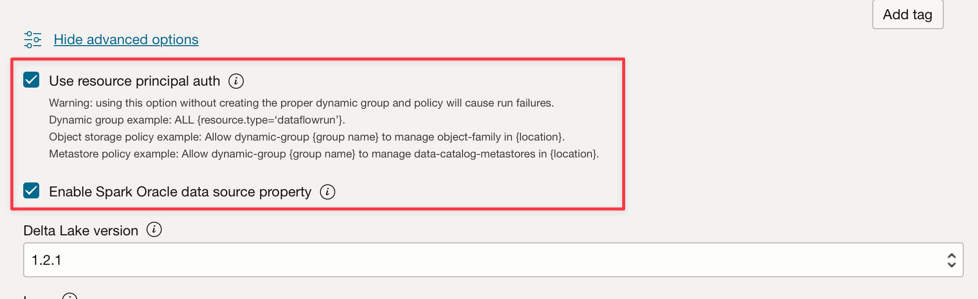 Add tag
Hide advanced options
Use resource principal auth
Warning: using this option without creating the proper dynamic group and policy will cause run failures.
Dynamic group example: ALL {resource.type='dataflowrun'}.
Object storage policy example: Allow dynamic-group {group name} to manage object-family in {location}.
Metastore policy example: Allow dynamic-group {group name} to manage data-catalog-metastores in {location}.
Enable Spark Oracle data source property
Delta Lake version
1.2.1